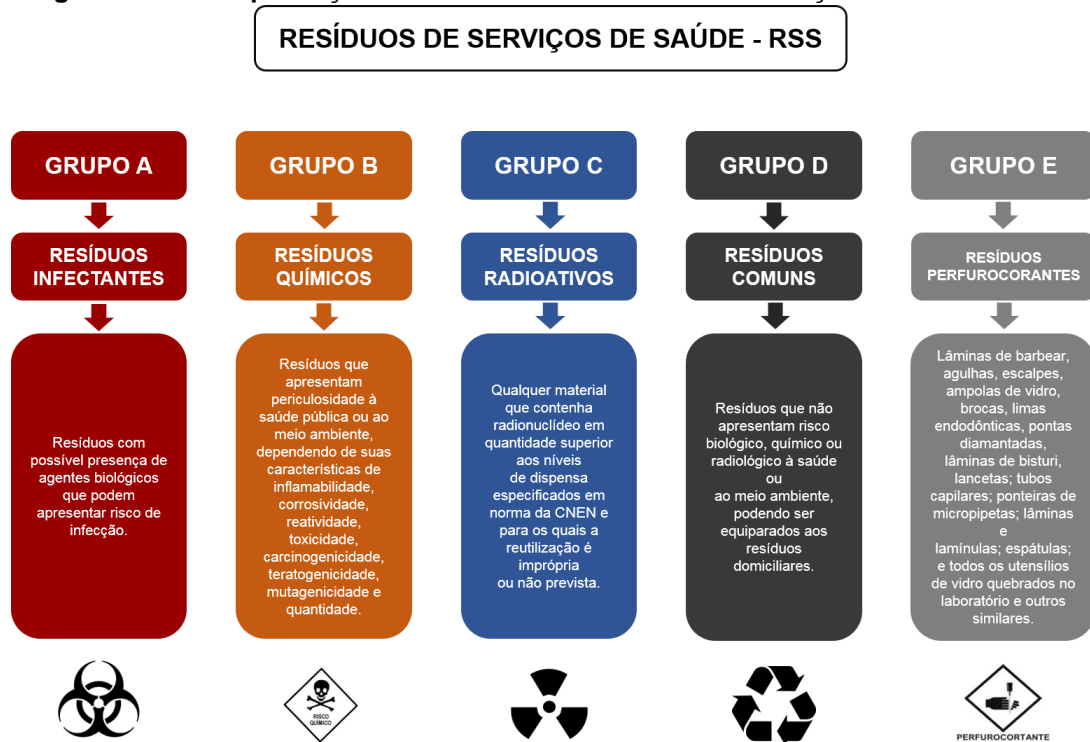 RESÍDUOS DE SERVIÇOS DE SAÚDE - RSS
GRUPO A
RESÍDUOS
INFECTANTES
Resíduos com
possível presença de
agentes biológicos
que podem
apresentar risco de
infecção.
GRUPO B
RESÍDUOS
QUÍMICOS
Resíduos que
apresentam
periculosidade à
saúde pública ou ao
meio ambiente,
dependendo de suas
características de
inflamabilidade,
corrosividade,
reatividade,
toxicidade,
carcinogenicidade,
teratogenicidade,
mutagenicidade e
quantidade.
RISCO
QUÍMICO
GRUPO C
RESÍDUOS
RADIOATIVOS
Qualquer material
que contenha
radionuclídeo em
quantidade superior
aos níveis
de dispensa
especificados em
norma da CNEN e
para os quais a
reutilização é
imprópria
ou não prevista.
GRUPO D
RESÍDUOS
COMUNS
Resíduos que não
apresentam risco
biológico, químico ou
radiológico à saúde
ou
ao meio ambiente,
podendo ser
equiparados aos
resíduos
domiciliares.
GRUPO E
RESÍDUOS
PERFUROCORANTES
Lâminas de barbear,
agulhas, escalpes,
ampolas de vidro,
brocas, limas
endodônticas, pontas
diamantadas,
lâminas de bisturi,
lancetas; tubos
capilares; ponteiras de
micropipetas; lâminas
e
lamínulas; espátulas;
e todos os utensílios
de vidro quebrados no
laboratório e outros
similares.
PERFUROCORTANTE